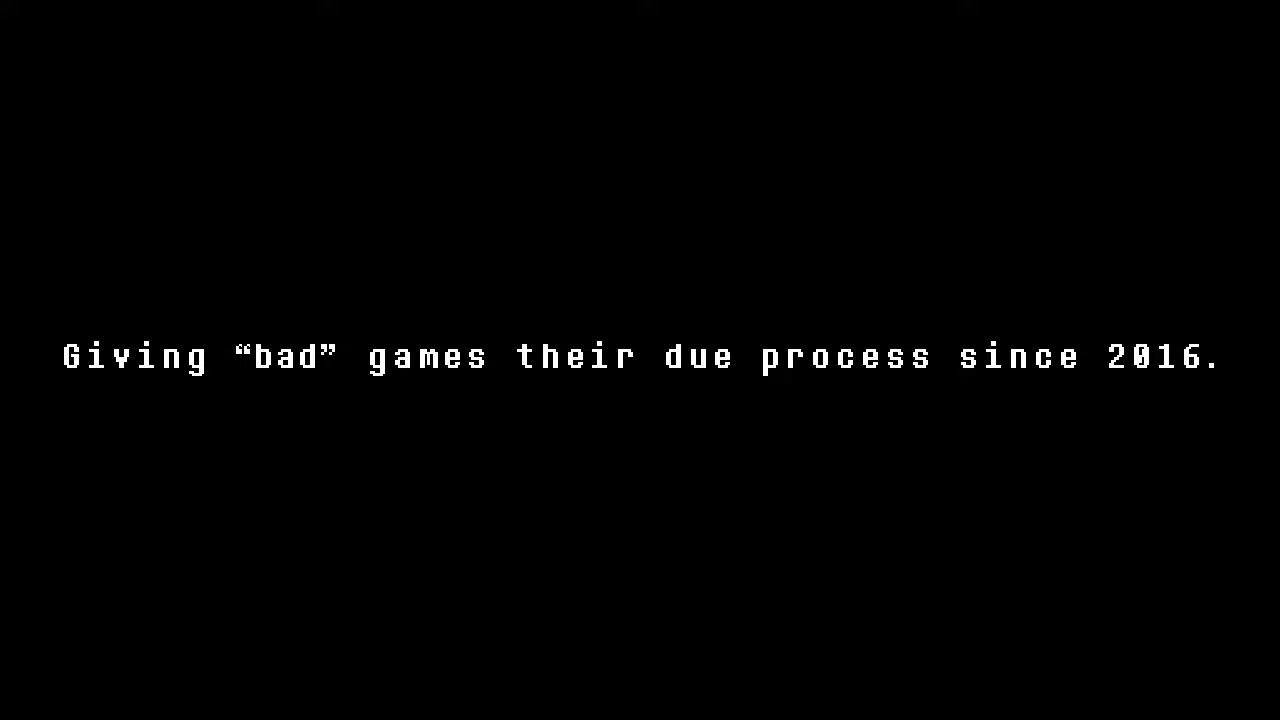 Giving “bad” games their due process since 2016.